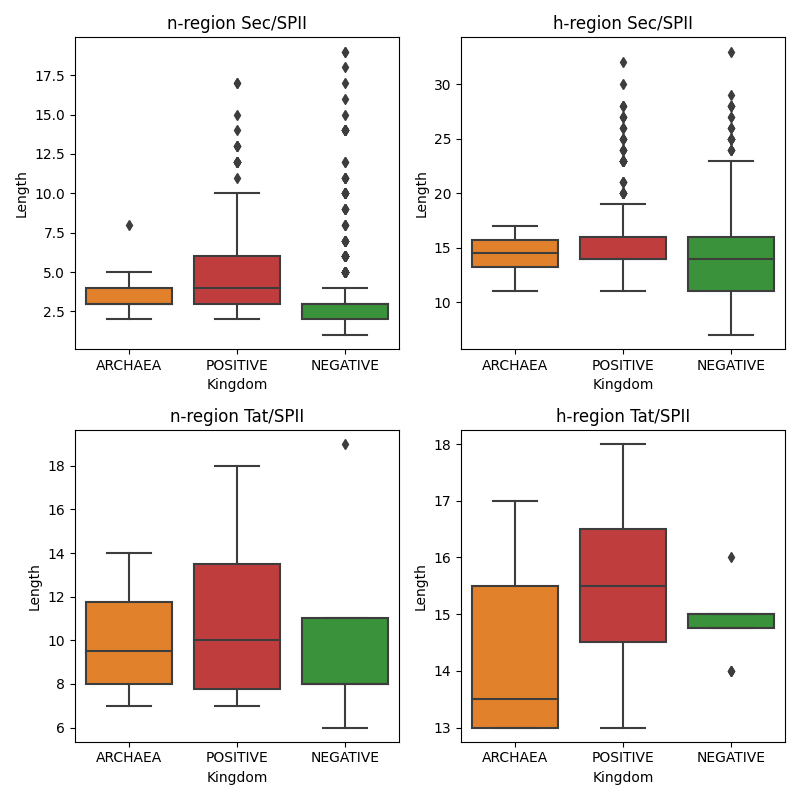 n-region Sec/SPII
Length
17.5
15.0
12.5
10.0
7.5
5.0
2.5
ARCHAEA POSITIVE NEGATIVE
Kingdom
h-region Sec/SPII
Length
30
25
20
15
10
ARCHAEA POSITIVE NEGATIVE
Kingdom
n-region Tat/SPII
Length
18
16
14
12
10
8
6
ARCHAEA POSITIVE NEGATIVE
Kingdom
h-region Tat/SPII
Length
18
17
16
15
14
13
ARCHAEA POSITIVE NEGATIVE
Kingdom